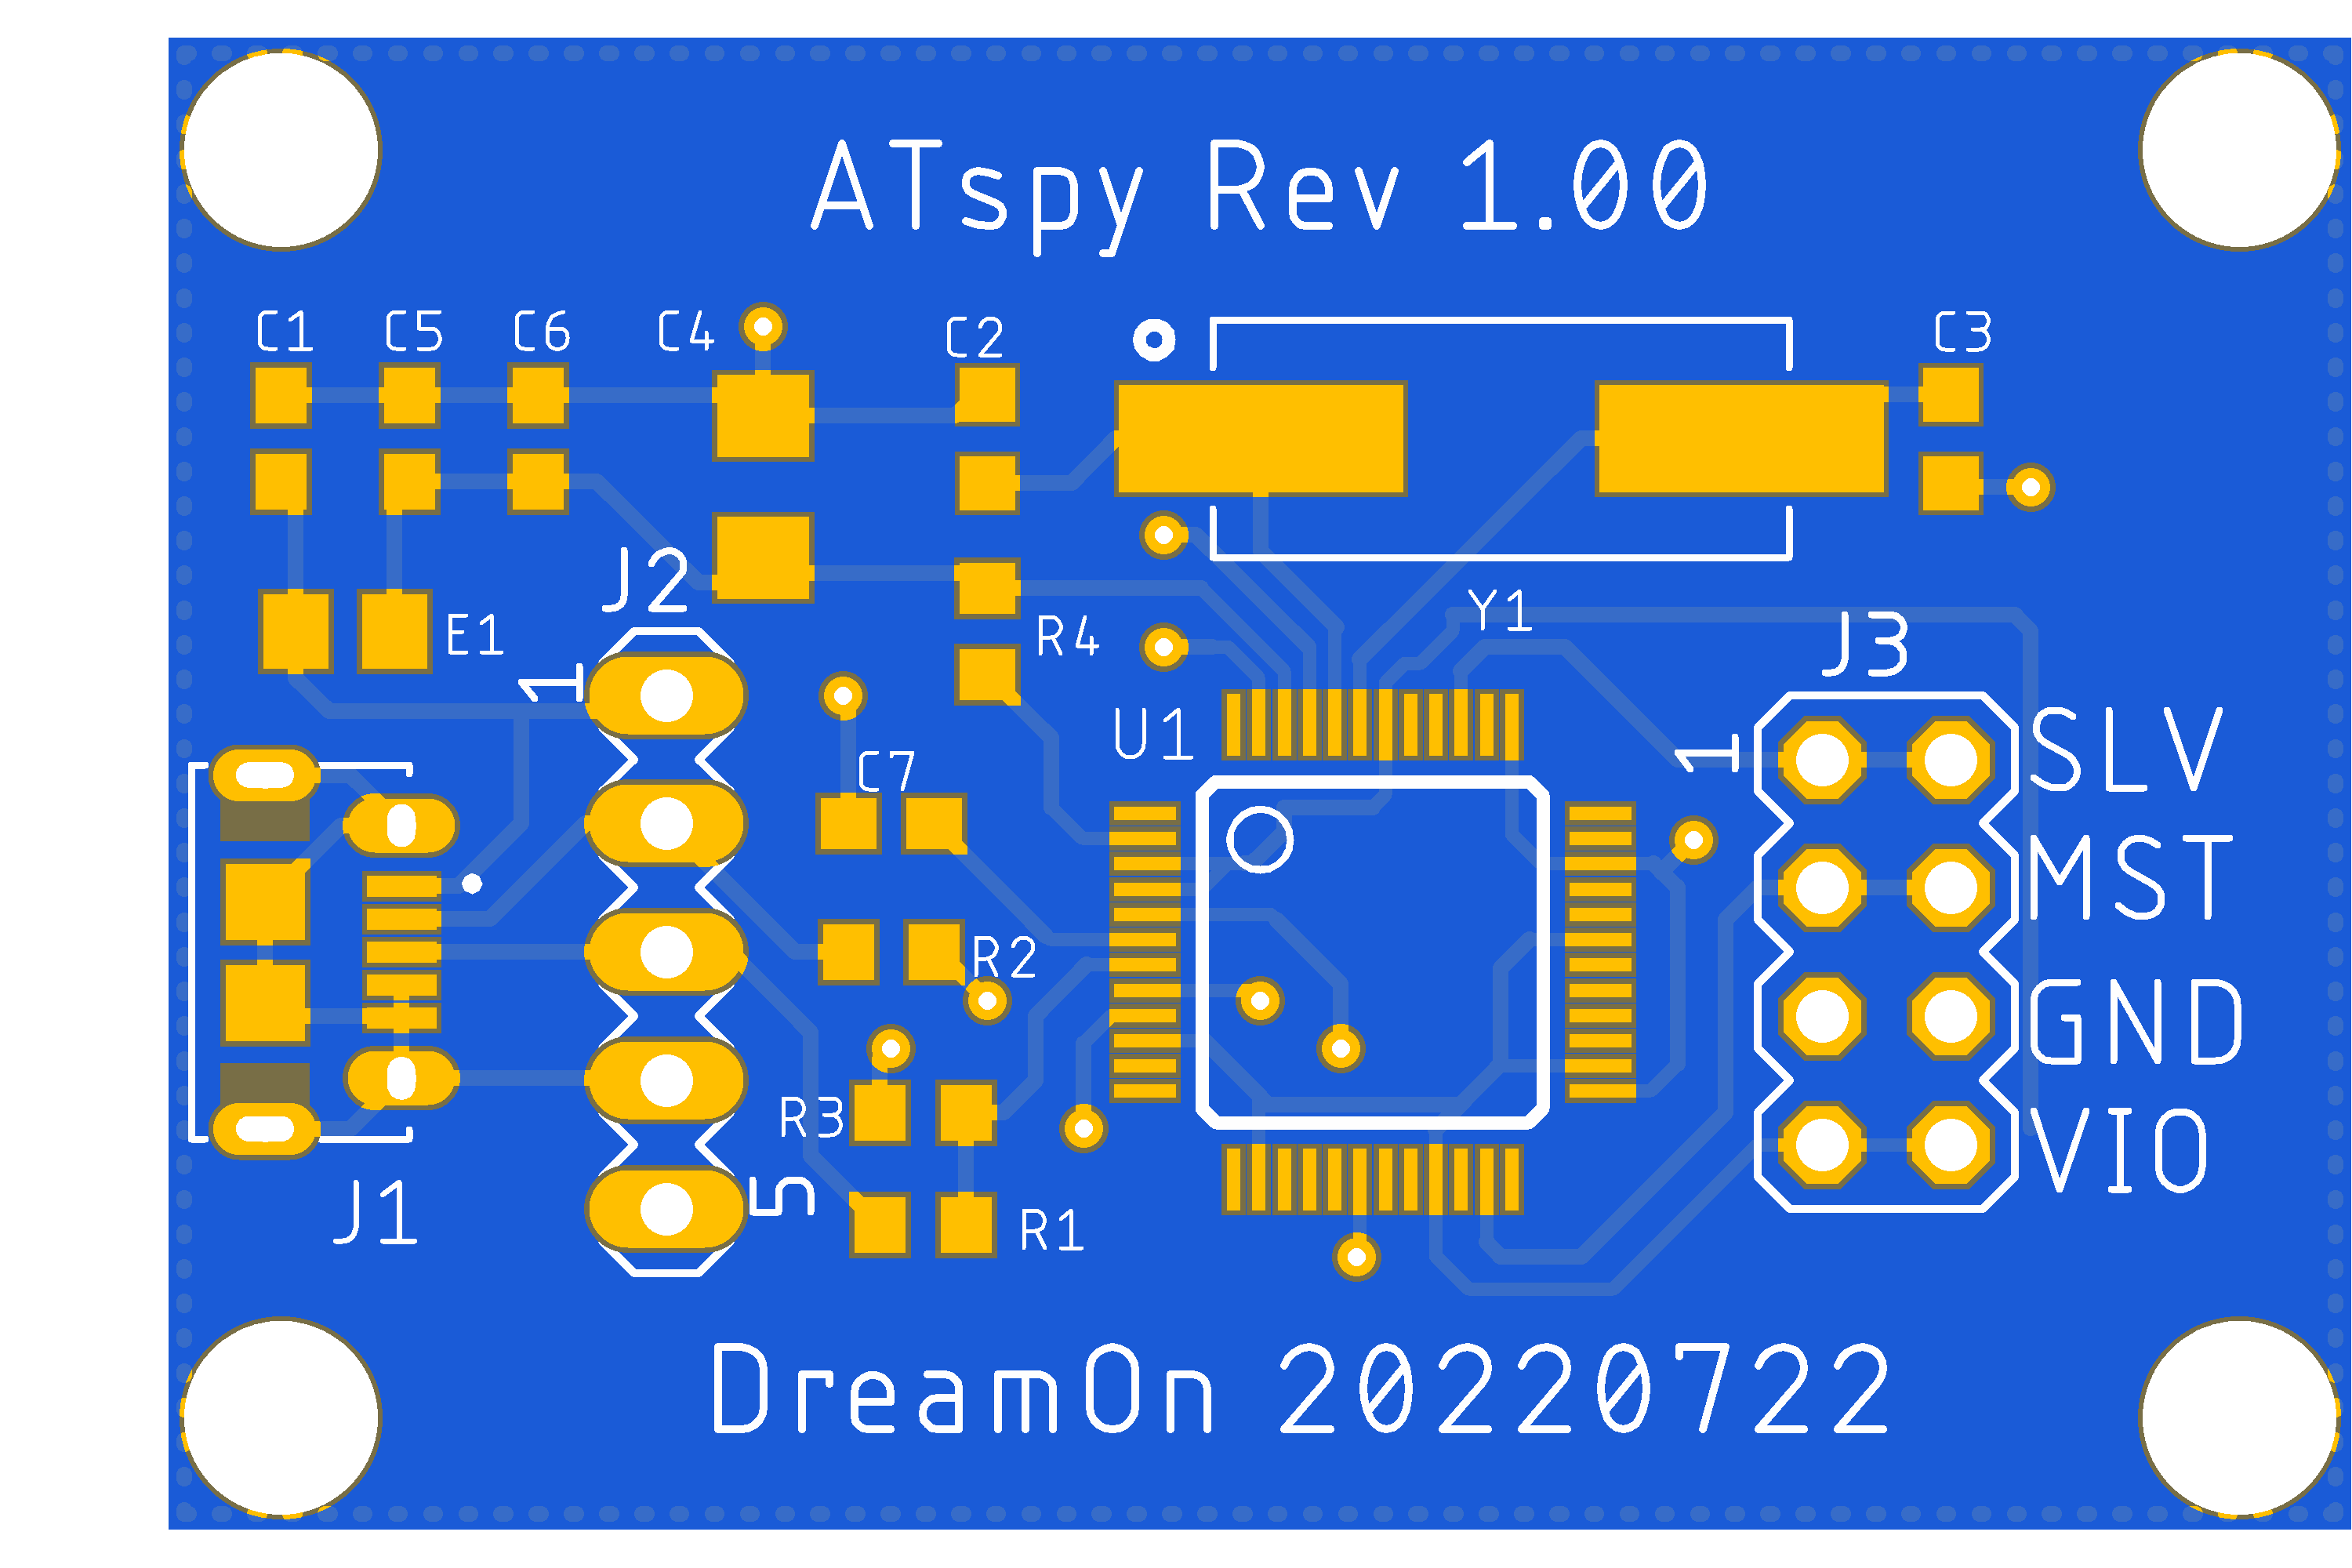 ATspy Rev 1.00
C1 C5 C6 C4 C2 C3
J2
E1 R4 Y1 J3
1
U1 SLV
1
C7
MST
R2 GND
R3 VIO
J1 5 R1
DreamOn 20220722